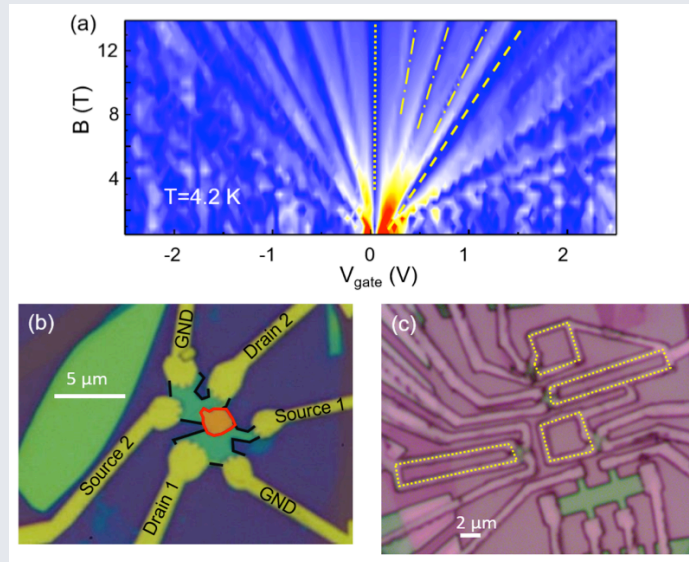 (a)
12
8
4
B (T)
T=4.2 K
-2 -1 0 1 2
V_gate (V)
(b)
5 μm
GND
Drain 2
Source 1
Source 2
Drain 1
GND
(c)
2 μm